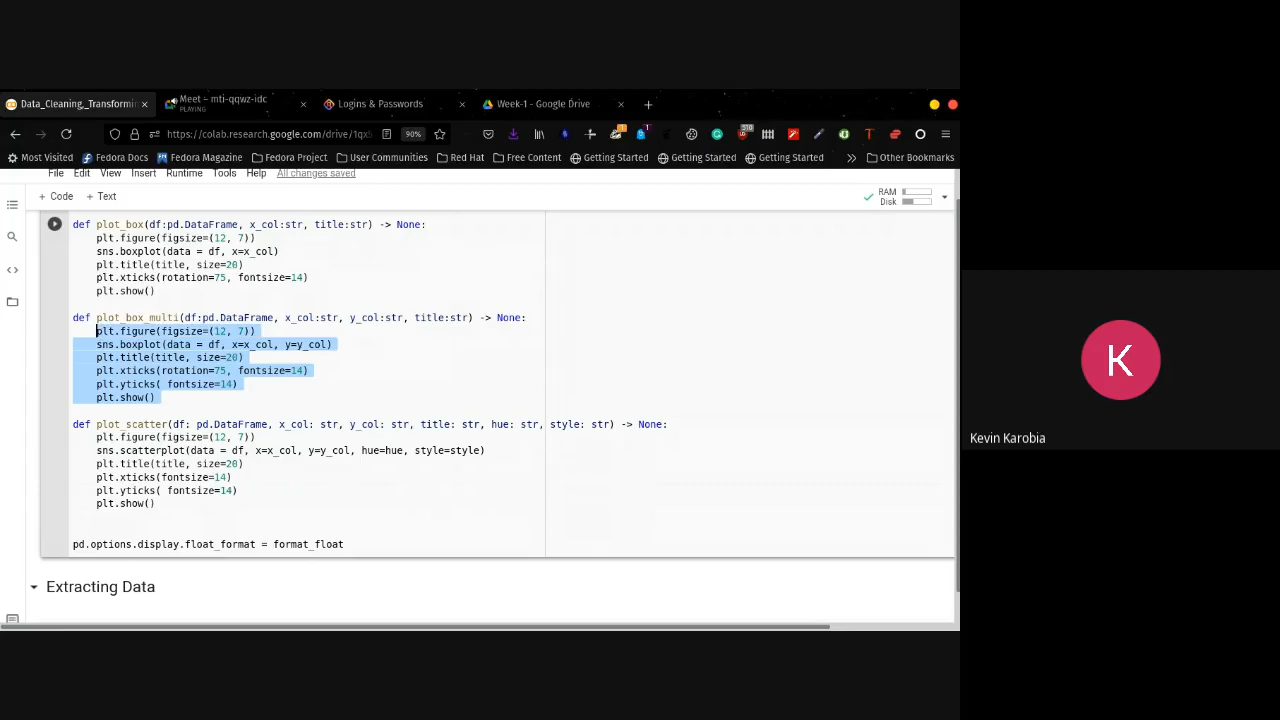 Data_Cleaning,_Transformin
Meet – mti-qqwz-idc
PLAYING
Logins & Passwords
Week-1 - Google Drive
https://colab.research.google.com/drive/1qx5
90%
Most Visited
Fedora Docs
Fedora Magazine
Fedora Project
User Communities
Red Hat
Free Content
Getting Started
Getting Started
Getting Started
Other Bookmarks
File Edit View Insert Runtime Tools Help All changes saved
+ Code + Text
RAM
Disk
def plot_box(df:pd.DataFrame, x_col:str, title:str) -> None:
    plt.figure(figsize=(12, 7))
    sns.boxplot(data = df, x=x_col)
    plt.title(title, size=20)
    plt.xticks(rotation=75, fontsize=14)
    plt.show()
def plot_box_multi(df:pd.DataFrame, x_col:str, y_col:str, title:str) -> None:
    plt.figure(figsize=(12, 7))
    sns.boxplot(data = df, x=x_col, y=y_col)
    plt.title(title, size=20)
    plt.xticks(rotation=75, fontsize=14)
    plt.yticks( fontsize=14)
    plt.show()
def plot_scatter(df: pd.DataFrame, x_col: str, y_col: str, title: str, hue: str, style: str) -> None:
    plt.figure(figsize=(12, 7))
    sns.scatterplot(data = df, x=x_col, y=y_col, hue=hue, style=style)
    plt.title(title, size=20)
    plt.xticks(fontsize=14)
    plt.yticks( fontsize=14)
    plt.show()
pd.options.display.float_format = format_float
Extracting Data
K
Kevin Karobia